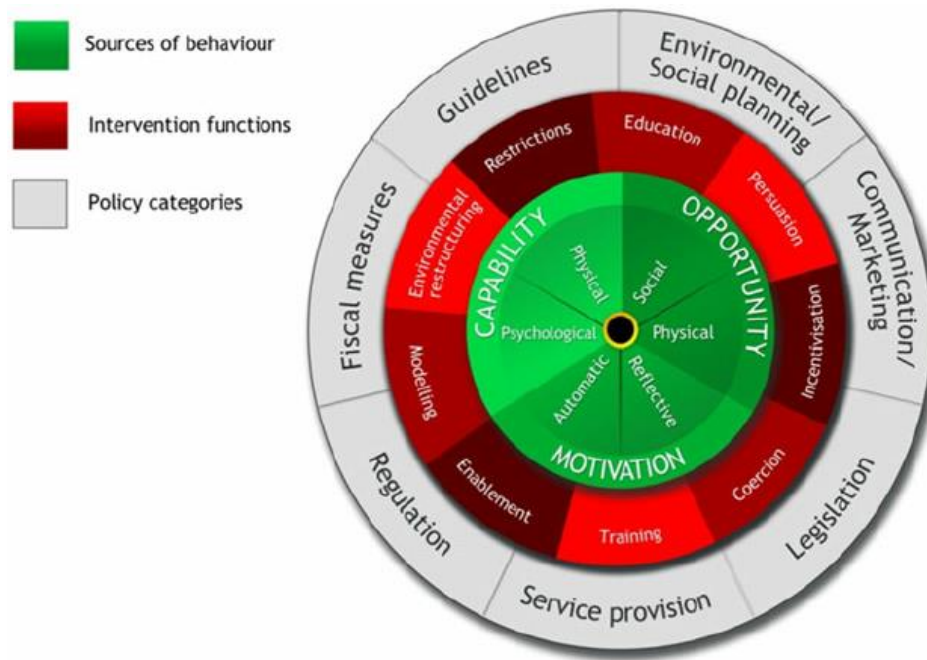 Sources of behaviour
Intervention functions
Policy categories
Guidelines
Environmental/
Social planning
Communication/
Marketing
Legislation
Service provision
Regulation
Fiscal measures
Restrictions
Education
Persuasion
Incentivisation
Coercion
Training
Enablement
Modelling
Environmental
restructuring
CAPABILITY
OPPORTUNITY
MOTIVATION
Physical
Social
Physical
Reflective
Automatic
Psychological